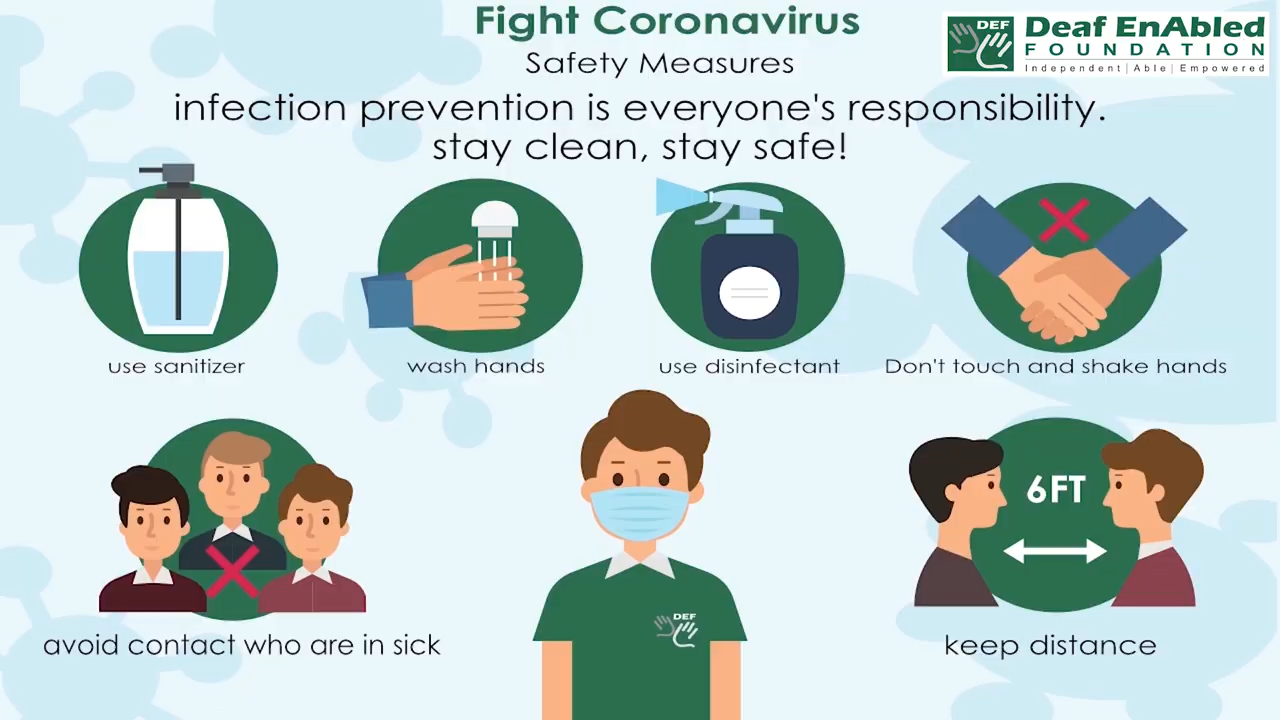 Fight Coronavirus
Safety Measures
DEF
Deaf EnAbled
FOUNDATION
Independent | Able | Empowered
infection prevention is everyone's responsibility.
stay clean, stay safe!
use sanitizer
wash hands
use disinfectant
Don't touch and shake hands
6FT
DEF
avoid contact who are in sick
keep distance